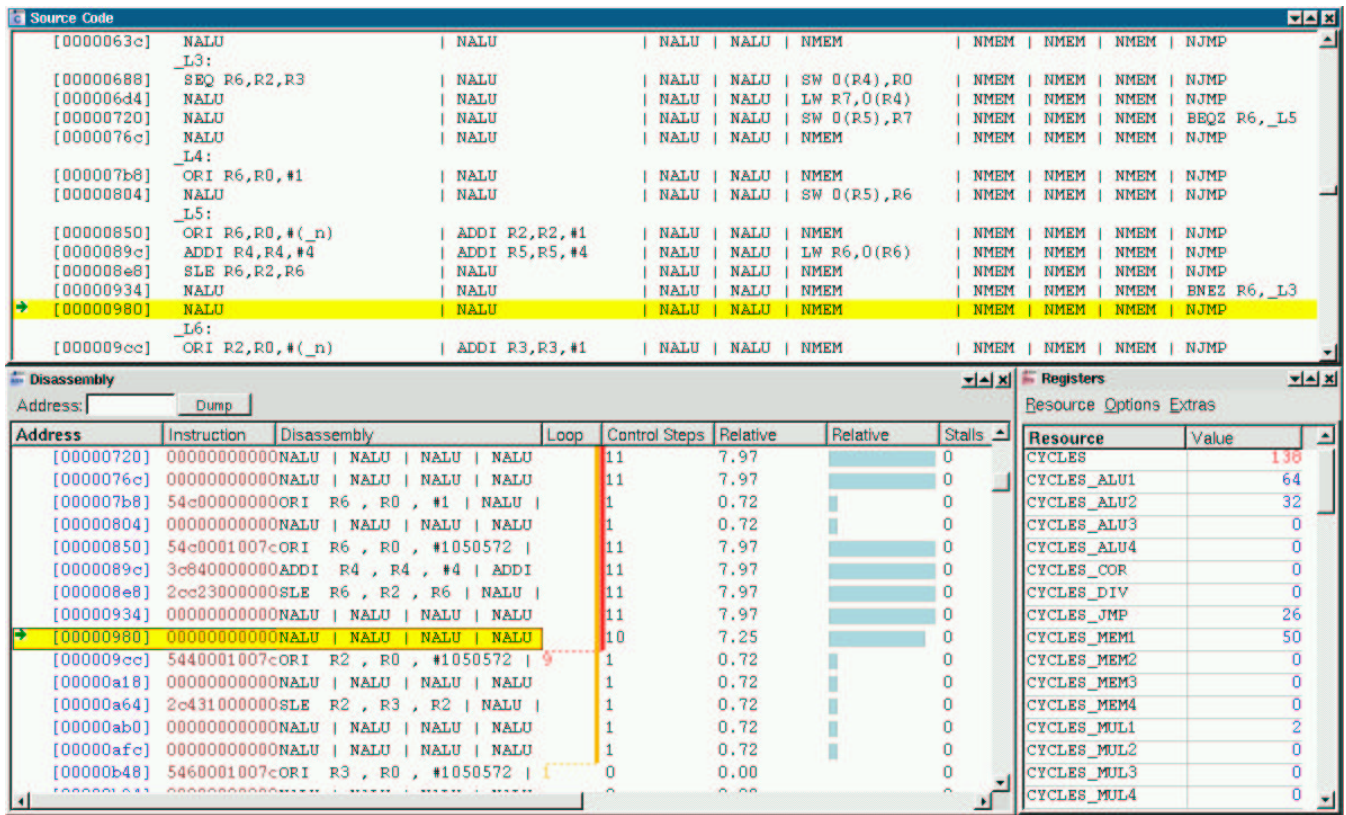 Source Code
[0000063c] NALU | NALU | NALU | NALU | NMEM | NMEM | NMEM | NMEM | NJMP
_L3:
[00000688] SEQ R6,R2,R3 | NALU | NALU | NALU | SW 0(R4),R0 | NMEM | NMEM | NMEM | NJMP
[000006d4] NALU | NALU | NALU | NALU | LW R7,0(R4) | NMEM | NMEM | NMEM | NJMP
[00000720] NALU | NALU | NALU | NALU | SW 0(R5),R7 | NMEM | NMEM | NMEM | BEQZ R6,_L5
[0000076c] NALU | NALU | NALU | NALU | NMEM | NMEM | NMEM | NMEM | NJMP
_L4:
[000007b8] ORI R6,R0,#1 | NALU | NALU | NALU | NMEM | NMEM | NMEM | NMEM | NJMP
[00000804] NALU | NALU | NALU | NALU | SW 0(R5),R6 | NMEM | NMEM | NMEM | NJMP
_L5:
[00000850] ORI R6,R0,#(_n) | ADDI R2,R2,#1 | NALU | NALU | NMEM | NMEM | NMEM | NMEM | NJMP
[0000089c] ADDI R4,R4,#4 | ADDI R5,R5,#4 | NALU | NALU | LW R6,0(R6) | NMEM | NMEM | NMEM | NJMP
[000008e8] SLE R6,R2,R6 | NALU | NALU | NALU | NMEM | NMEM | NMEM | NMEM | NJMP
[00000934] NALU | NALU | NALU | NALU | NMEM | NMEM | NMEM | NMEM | BNEZ R6,_L3
[00000980] NALU | NALU | NALU | NALU | NMEM | NMEM | NMEM | NMEM | NJMP
_L6:
[000009cc] ORI R2,R0,#(_n) | ADDI R3,R3,#1 | NALU | NALU | NMEM | NMEM | NMEM | NMEM | NJMP
Disassembly
Address: Dump
Address Instruction Disassembly Loop Control Steps Relative Relative Stalls
[00000720] 00000000000NALU | NALU | NALU | NALU 11 7.97 0
[0000076c] 00000000000NALU | NALU | NALU | NALU 11 7.97 0
[000007b8] 54c00000000ORI R6 , R0 , #1 | NALU | 1 0.72 0
[00000804] 00000000000NALU | NALU | NALU | NALU 1 0.72 0
[00000850] 54c0001007cORI R6 , R0 , #1050572 | 11 7.97 0
[0000089c] 3c840000000ADDI R4 , R4 , #4 | ADDI 11 7.97 0
[000008e8] 2cc23000000SLE R6 , R2 , R6 | NALU | 11 7.97 0
[00000934] 00000000000NALU | NALU | NALU | NALU 11 7.97 0
[00000980] 00000000000NALU | NALU | NALU | NALU 10 7.25 0
[000009cc] 5440001007cORI R2 , R0 , #1050572 | 9 1 0.72 0
[00000a18] 00000000000NALU | NALU | NALU | NALU 1 0.72 0
[00000a64] 2c431000000SLE R2 , R3 , R2 | NALU | 1 0.72 0
[00000ab0] 00000000000NALU | NALU | NALU | NALU 1 0.72 0
[00000afc] 00000000000NALU | NALU | NALU | NALU 1 0.72 0
[00000b48] 5460001007cORI R3 , R0 , #1050572 | 1 0 0.00 0
Registers
Resource Options Extras
Resource Value
CYCLES 138
CYCLES_ALU1 64
CYCLES_ALU2 32
CYCLES_ALU3 0
CYCLES_ALU4 0
CYCLES_COR 0
CYCLES_DIV 0
CYCLES_JMP 26
CYCLES_MEM1 50
CYCLES_MEM2 0
CYCLES_MEM3 0
CYCLES_MEM4 0
CYCLES_MUL1 2
CYCLES_MUL2 0
CYCLES_MUL3 0
CYCLES_MUL4 0